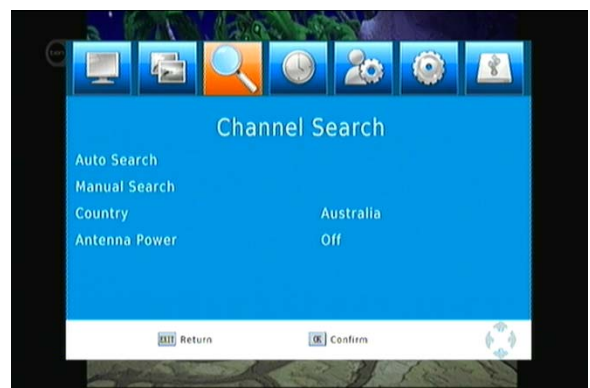 Channel Search
Auto Search
Manual Search
Country Australia
Antenna Power Off
EXIT Return OK Confirm